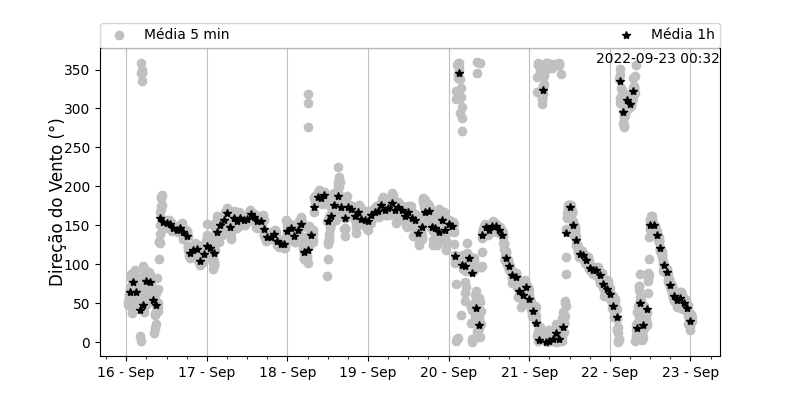 Média 5 min
Média 1h
2022-09-23 00:32
Direção do Vento (°)
350
300
250
200
150
100
50
0
16 - Sep
17 - Sep
18 - Sep
19 - Sep
20 - Sep
21 - Sep
22 - Sep
23 - Sep